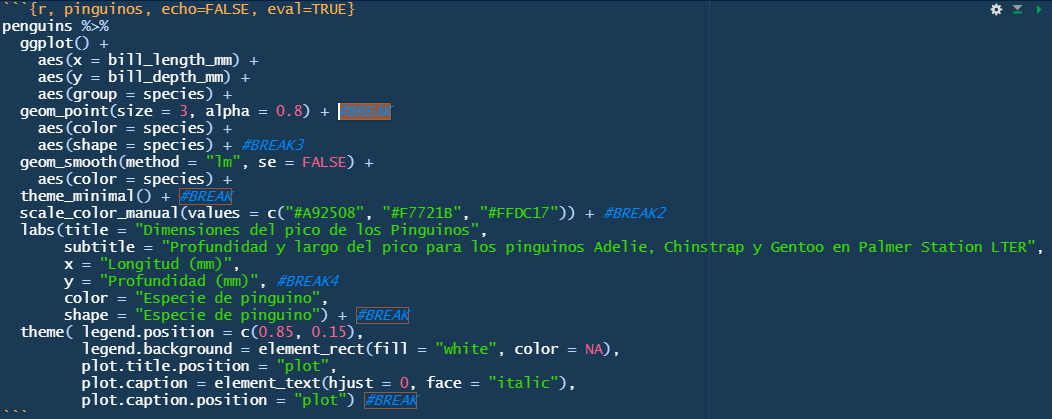 ```{r, pinguinos, echo=FALSE, eval=TRUE}
penguins %>%
  ggplot() +
    aes(x = bill_length_mm) +
    aes(y = bill_depth_mm) +
    aes(group = species) +
  geom_point(size = 3, alpha = 0.8) + #BREAK
    aes(color = species) +
    aes(shape = species) + #BREAK3
  geom_smooth(method = "lm", se = FALSE) +
    aes(color = species) +
  theme_minimal() + #BREAK
  scale_color_manual(values = c("#A92508", "#F7721B", "#FFDC17")) + #BREAK2
  labs(title = "Dimensiones del pico de los Pinguinos",
       subtitle = "Profundidad y largo del pico para los pinguinos Adelie, Chinstrap y Gentoo en Palmer Station LTER",
       x = "Longitud (mm)",
       y = "Profundidad (mm)", #BREAK4
       color = "Especie de pinguino",
       shape = "Especie de pinguino") + #BREAK
  theme( legend.position = c(0.85, 0.15),
         legend.background = element_rect(fill = "white", color = NA),
         plot.title.position = "plot",
         plot.caption = element_text(hjust = 0, face = "italic"),
         plot.caption.position = "plot") #BREAK
```